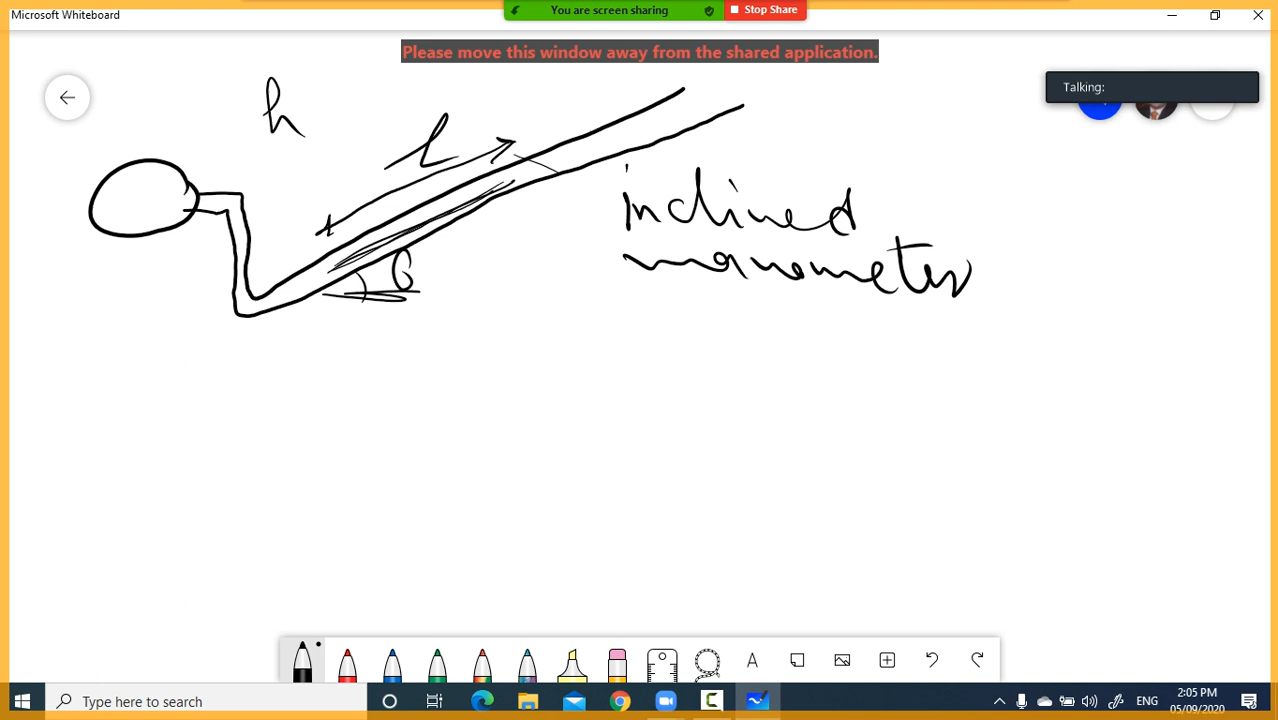 Microsoft Whiteboard
You are screen sharing
Stop Share
Please move this window away from the shared application.
Talking:
h
l
θ
inclined
manometer
A
Type here to search
ENG
2:05 PM
05/09/2020